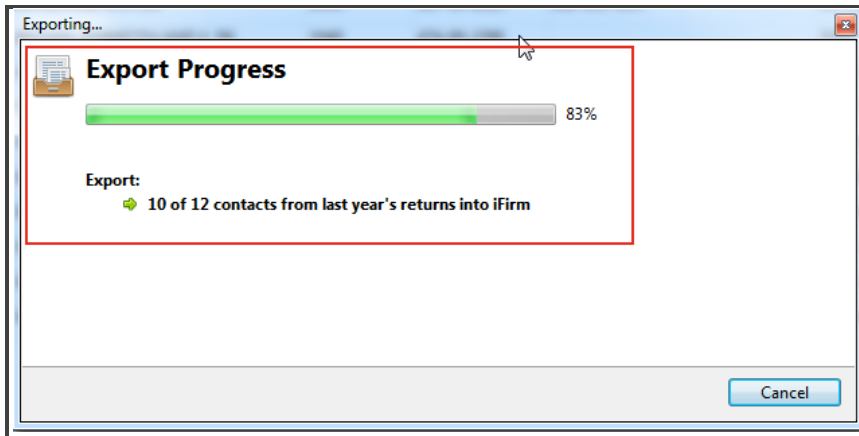 Exporting...
Export Progress
83%
Export:
10 of 12 contacts from last year's returns into iFirm
Cancel